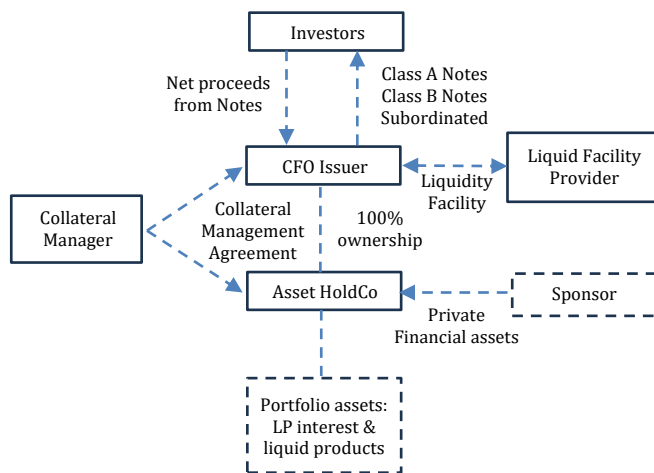 Investors
Net proceeds
from Notes
Class A Notes
Class B Notes
Subordinated
CFO Issuer
Liquid Facility
Provider
Liquidity
Facility
Collateral
Manager
Collateral
Management
Agreement
100%
ownership
Asset HoldCo
Sponsor
Private
Financial assets
Portfolio assets:
LP interest &
liquid products